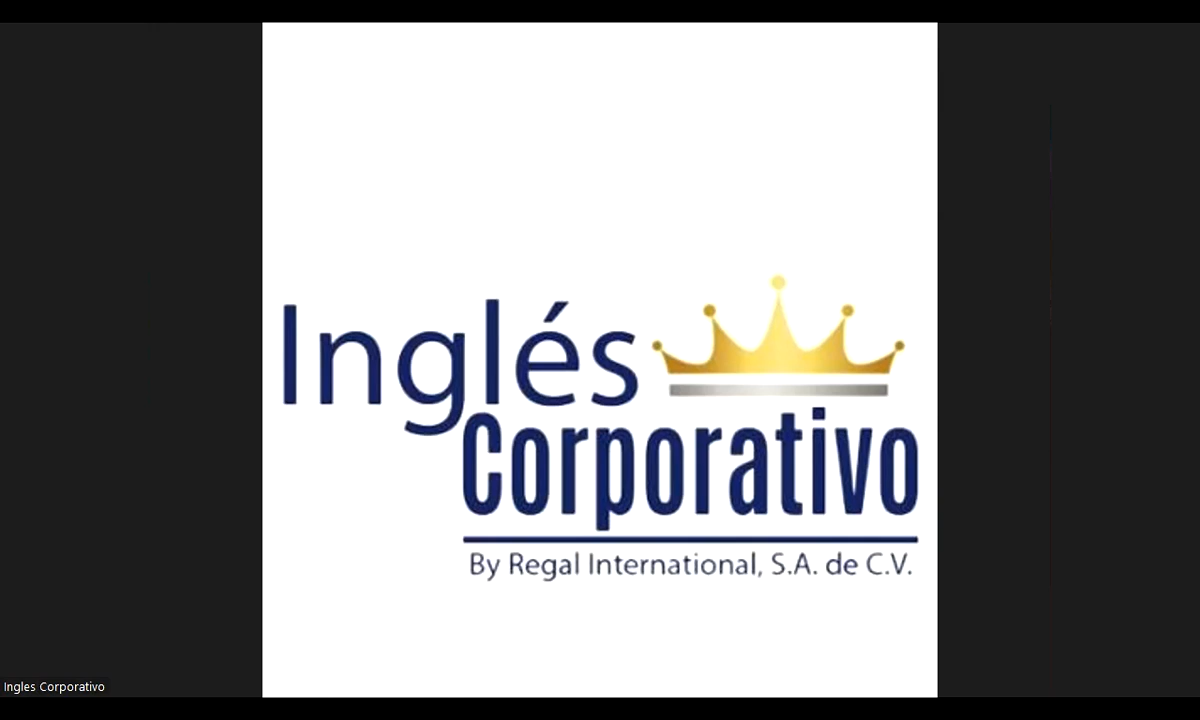 Inglés
Corporativo
By Regal International, S.A. de C.V.
Ingles Corporativo